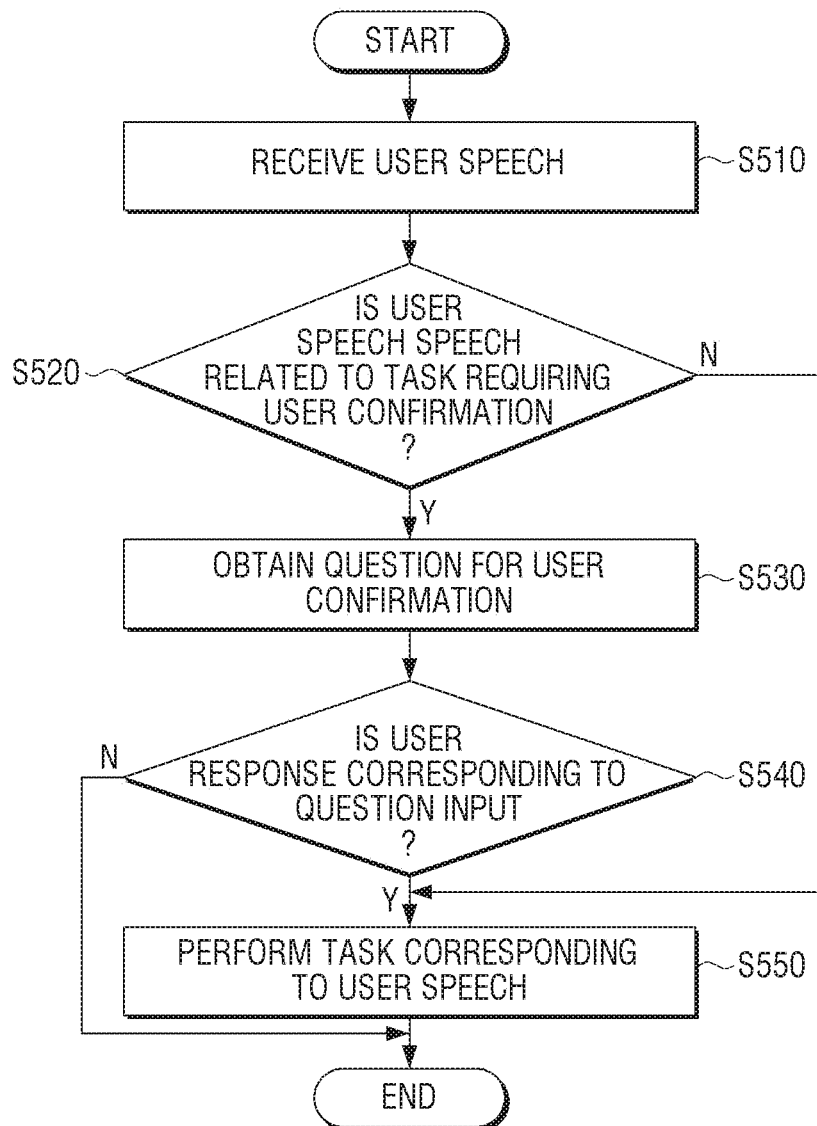 START
RECEIVE USER SPEECH
S510
IS USER
SPEECH SPEECH
RELATED TO TASK REQUIRING
USER CONFIRMATION
?
S520
N
Y
OBTAIN QUESTION FOR USER
CONFIRMATION
S530
IS USER
RESPONSE CORRESPONDING TO
QUESTION INPUT
?
N
S540
Y
PERFORM TASK CORRESPONDING
TO USER SPEECH
S550
END